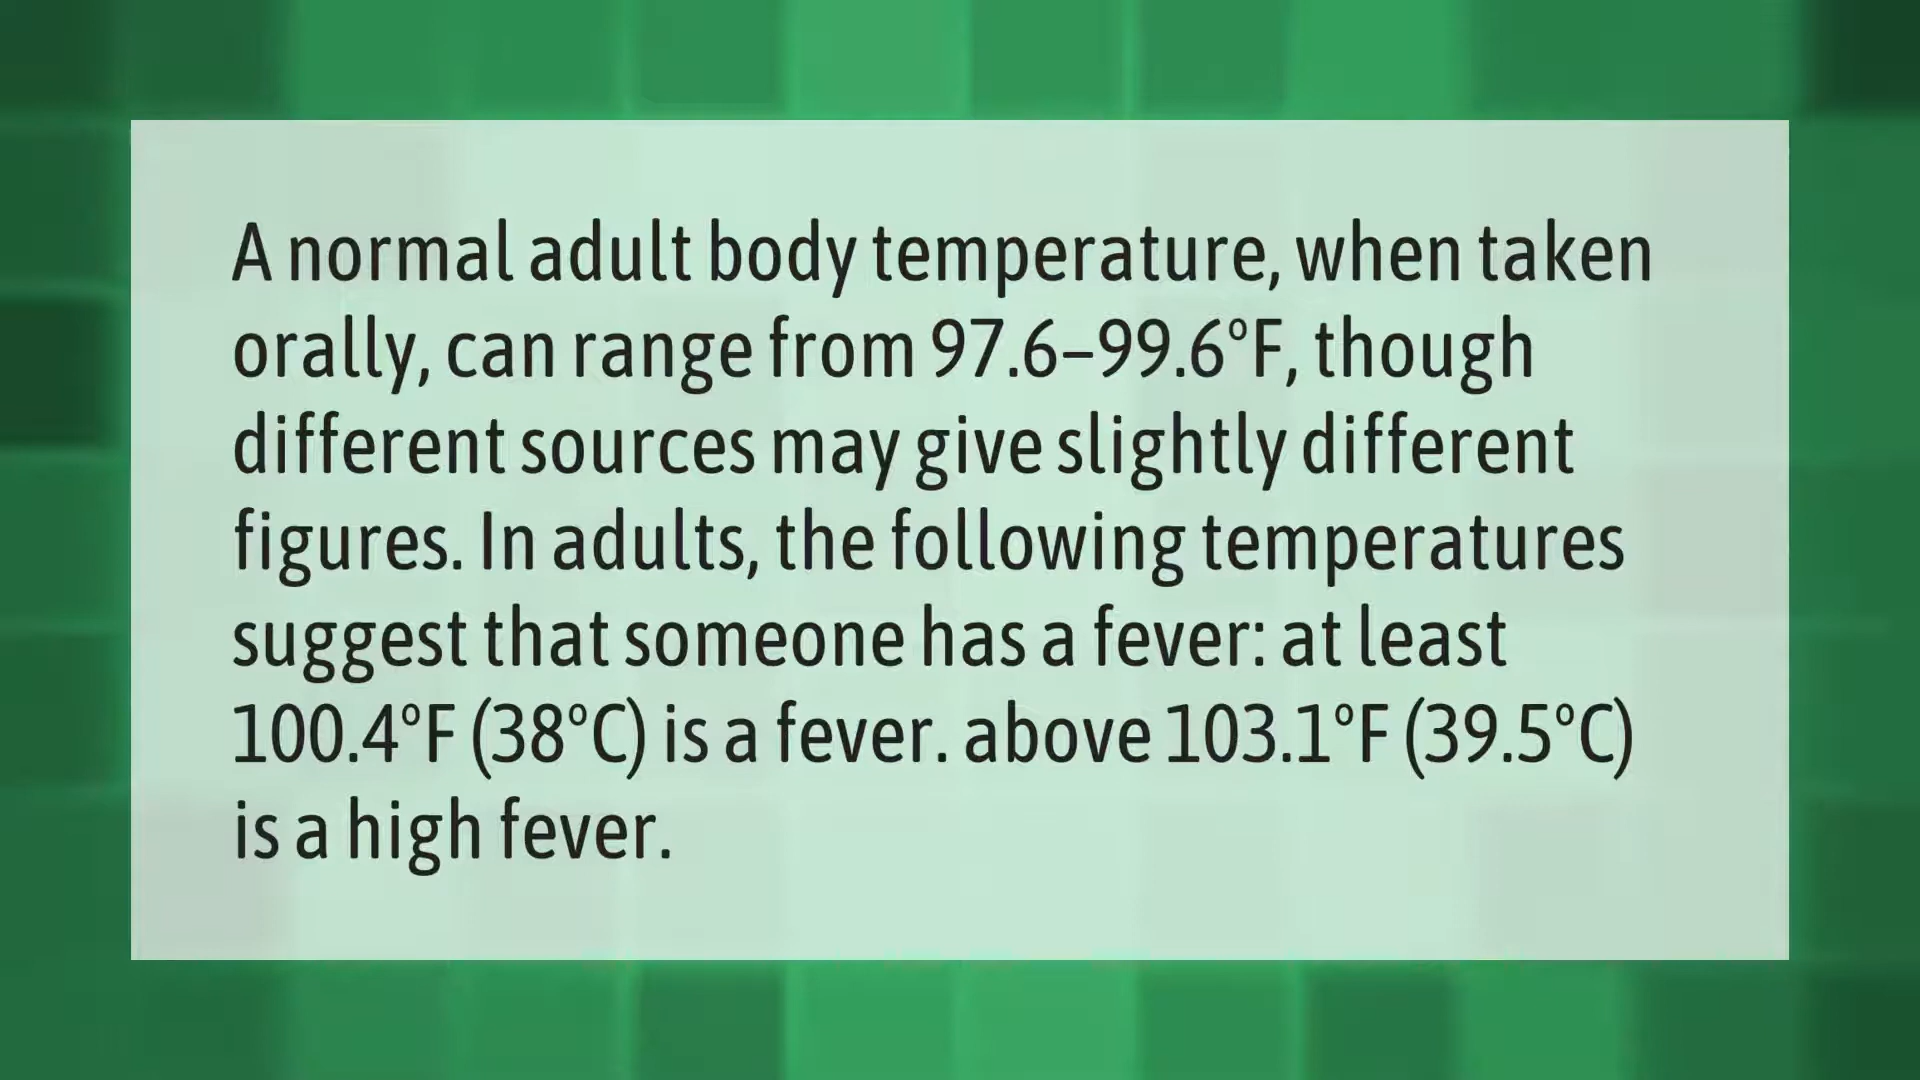 A normal adult body temperature, when taken
orally, can range from 97.6–99.6°F, though
different sources may give slightly different
figures. In adults, the following temperatures
suggest that someone has a fever: at least
100.4°F (38°C) is a fever. above 103.1°F (39.5°C)
is a high fever.